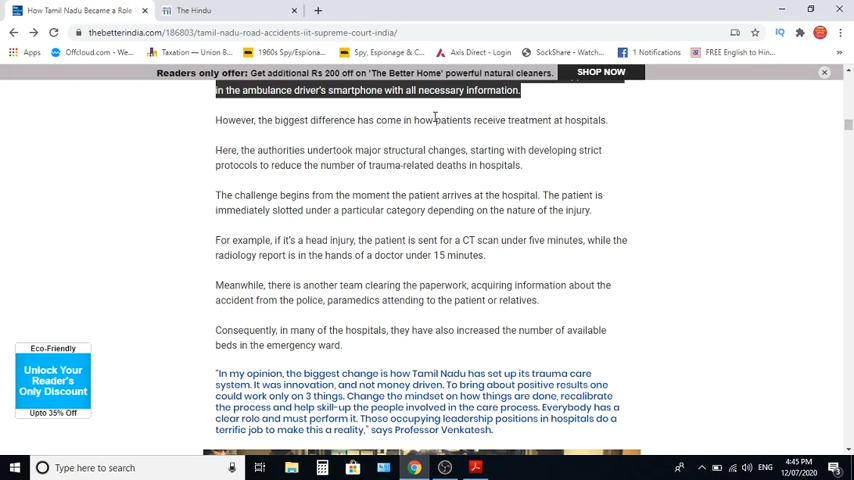 How Tamil Nadu Became a Role
The Hindu
thebetterindia.com/186803/tamil-nadu-road-accidents-iit-supreme-court-india/
Apps
Offcloud.com - We...
Taxation — Union B...
1960s Spy/Espiona...
Spy, Espionage & C...
Axis Direct - Login
SockShare - Watch...
1 Notifications
FREE English to Hin...
Readers only offer: Get additional Rs 200 off on 'The Better Home' powerful natural cleaners.
SHOP NOW
in the ambulance driver's smartphone with all necessary information.
However, the biggest difference has come in how patients receive treatment at hospitals.
Here, the authorities undertook major structural changes, starting with developing strict
protocols to reduce the number of trauma-related deaths in hospitals.
The challenge begins from the moment the patient arrives at the hospital. The patient is
immediately slotted under a particular category depending on the nature of the injury.
For example, if it's a head injury, the patient is sent for a CT scan under five minutes, while the
radiology report is in the hands of a doctor under 15 minutes.
Meanwhile, there is another team clearing the paperwork, acquiring information about the
accident from the police, paramedics attending to the patient or relatives.
Consequently, in many of the hospitals, they have also increased the number of available
beds in the emergency ward.
"In my opinion, the biggest change is how Tamil Nadu has set up its trauma care
system. It was innovation, and not money driven. To bring about positive results one
could work only on 3 things. Change the mindset on how things are done, recalibrate
the process and help skill-up the people involved in the care process. Everybody has a
clear role and must perform it. Those occupying leadership positions in hospitals do a
terrific job to make this a reality," says Professor Venkatesh.
Eco-Friendly
Unlock Your
Reader's
Only Discount
Upto 35% Off
Type here to search
ENG
4:45 PM
12/07/2020
3